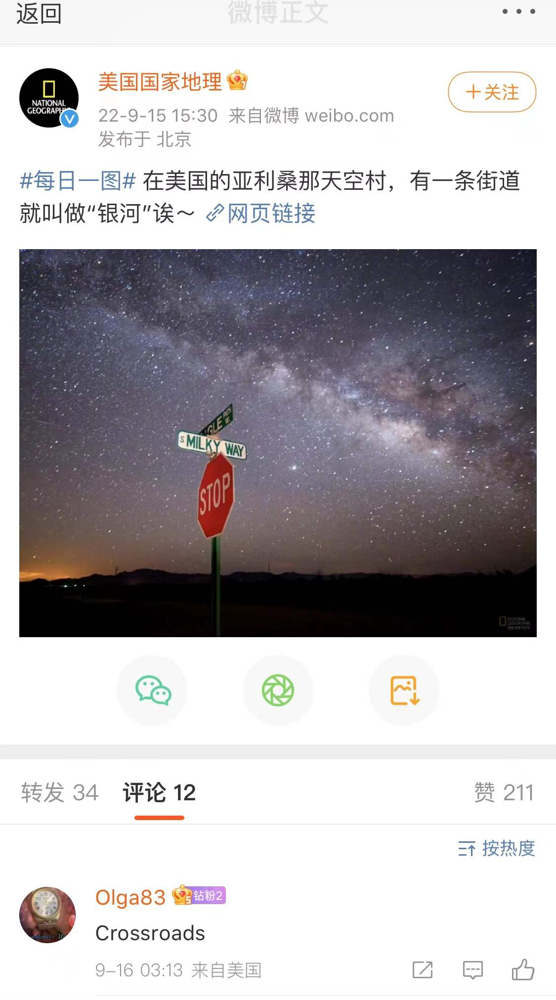 返回
微博正文
NATIONAL
GEOGRAPHIC
美国国家地理
+关注
22-9-15 15:30 来自微博 weibo.com
发布于 北京
#每日一图# 在美国的亚利桑那天空村，有一条街道
就叫做“银河”诶～ 网页链接
PATH
W
S MILKY WAY
STOP
NATIONAL
GEOGRAPHIC
转发 34 评论 12 赞 211
按热度
Olga83 钻粉2
Crossroads
9-16 03:13 来自美国